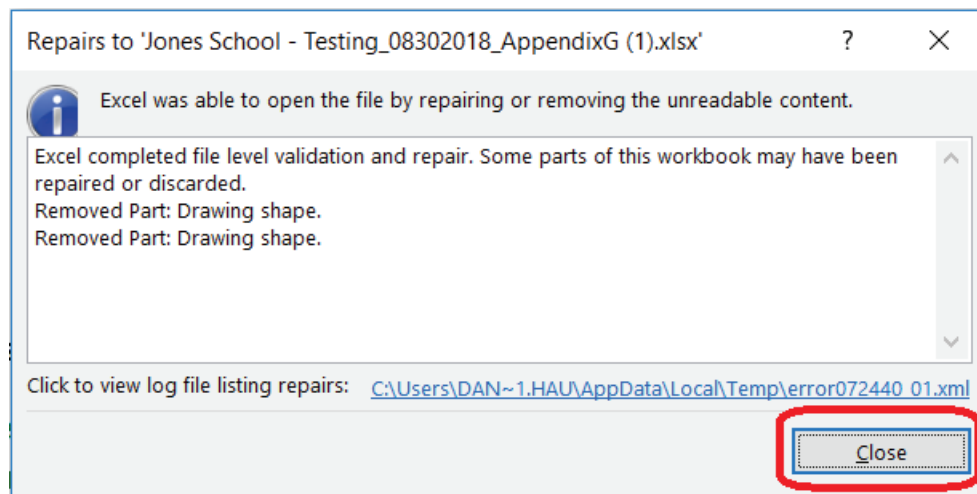 Repairs to 'Jones School - Testing_08302018_AppendixG (1).xlsx' ?
Excel was able to open the file by repairing or removing the unreadable content.
Excel completed file level validation and repair. Some parts of this workbook may have been
repaired or discarded.
Removed Part: Drawing shape.
Removed Part: Drawing shape.
Click to view log file listing repairs: C:\Users\DAN~1.HAU\AppData\Local\Temp\error072440_01.xml
Close